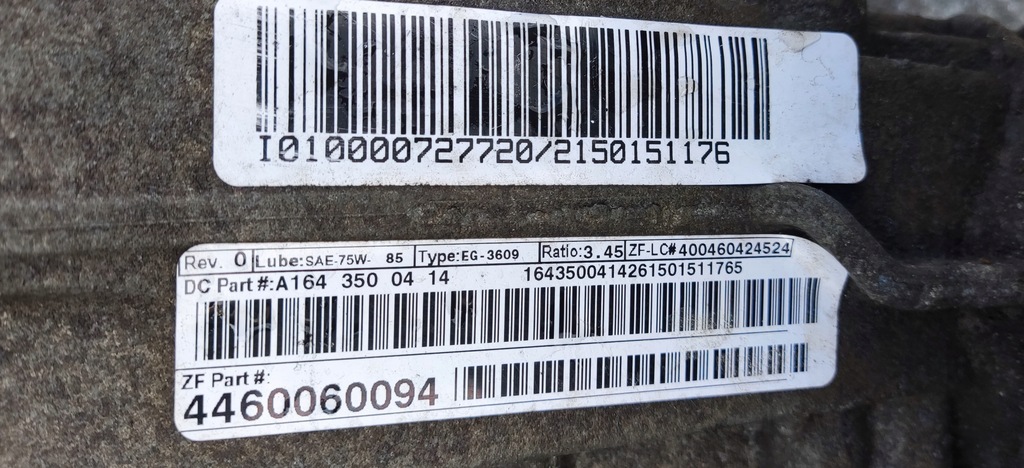 I0100000727720/2150151176
Rev. 0 Lube:SAE-75W- 85 Type:EG-3609 Ratio:3.45 ZF-LC#400460424524
DC Part #:A164 350 04 14 1643500414261501511765
ZF Part #:
4460060094